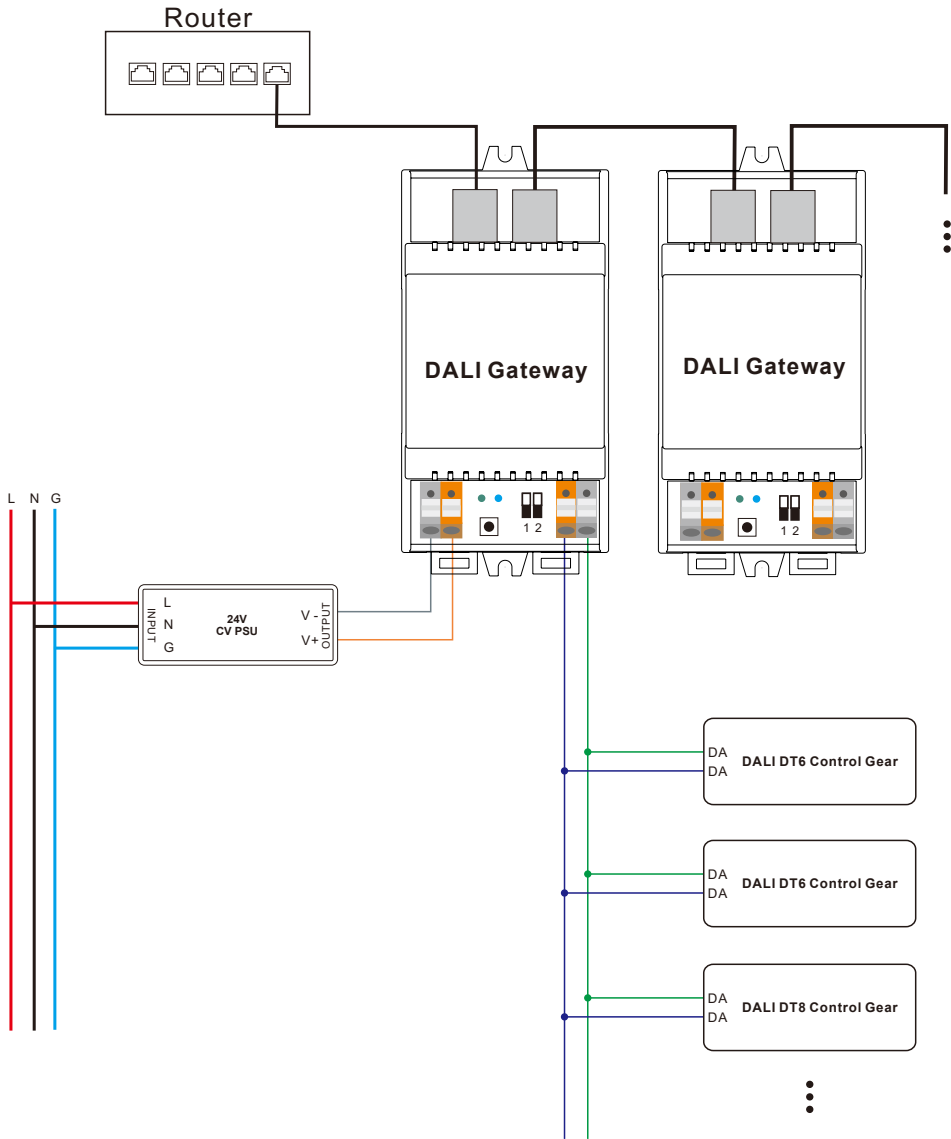 Router
DALI Gateway
DALI Gateway
1 2
1 2
L N G
L
N
G
INPUT
24V
CV PSU
V -
V+
OUTPUT
DA
DA
DALI DT6 Control Gear
DA
DA
DALI DT6 Control Gear
DA
DA
DALI DT8 Control Gear